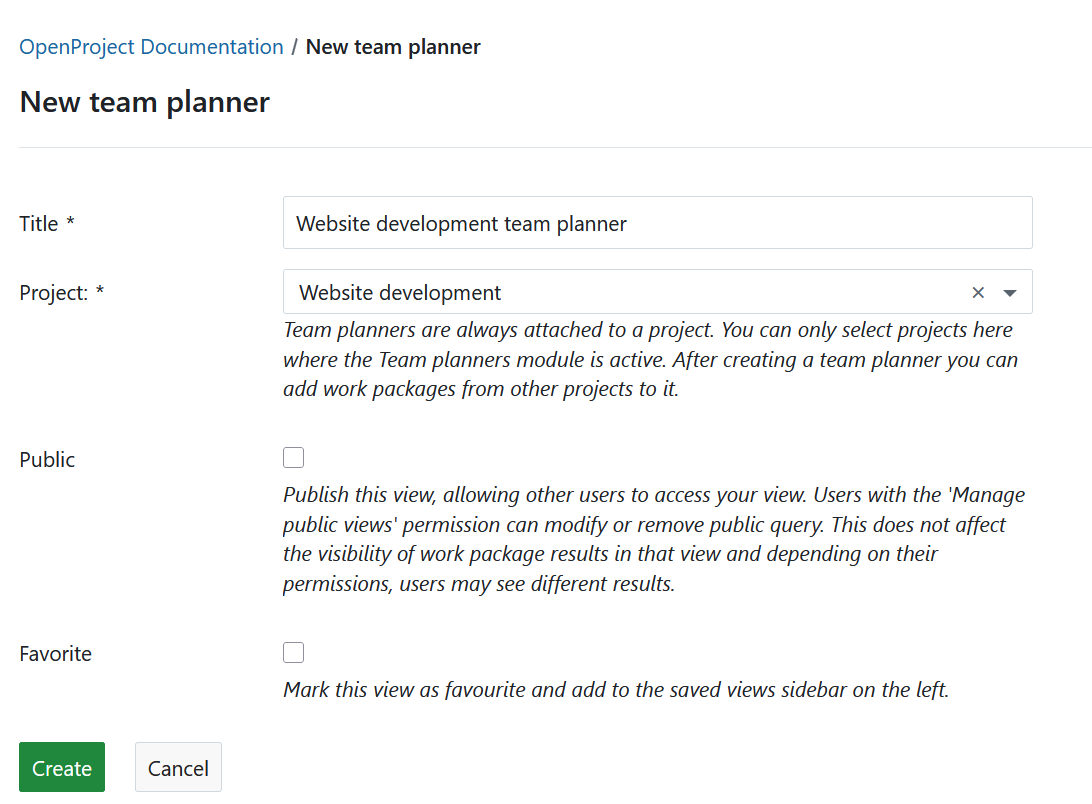 OpenProject Documentation / New team planner
New team planner
Title *
Website development team planner
Project: *
Website development
Team planners are always attached to a project. You can only select projects here
where the Team planners module is active. After creating a team planner you can
add work packages from other projects to it.
Public
Publish this view, allowing other users to access your view. Users with the 'Manage
public views' permission can modify or remove public query. This does not affect
the visibility of work package results in that view and depending on their
permissions, users may see different results.
Favorite
Mark this view as favourite and add to the saved views sidebar on the left.
Create
Cancel